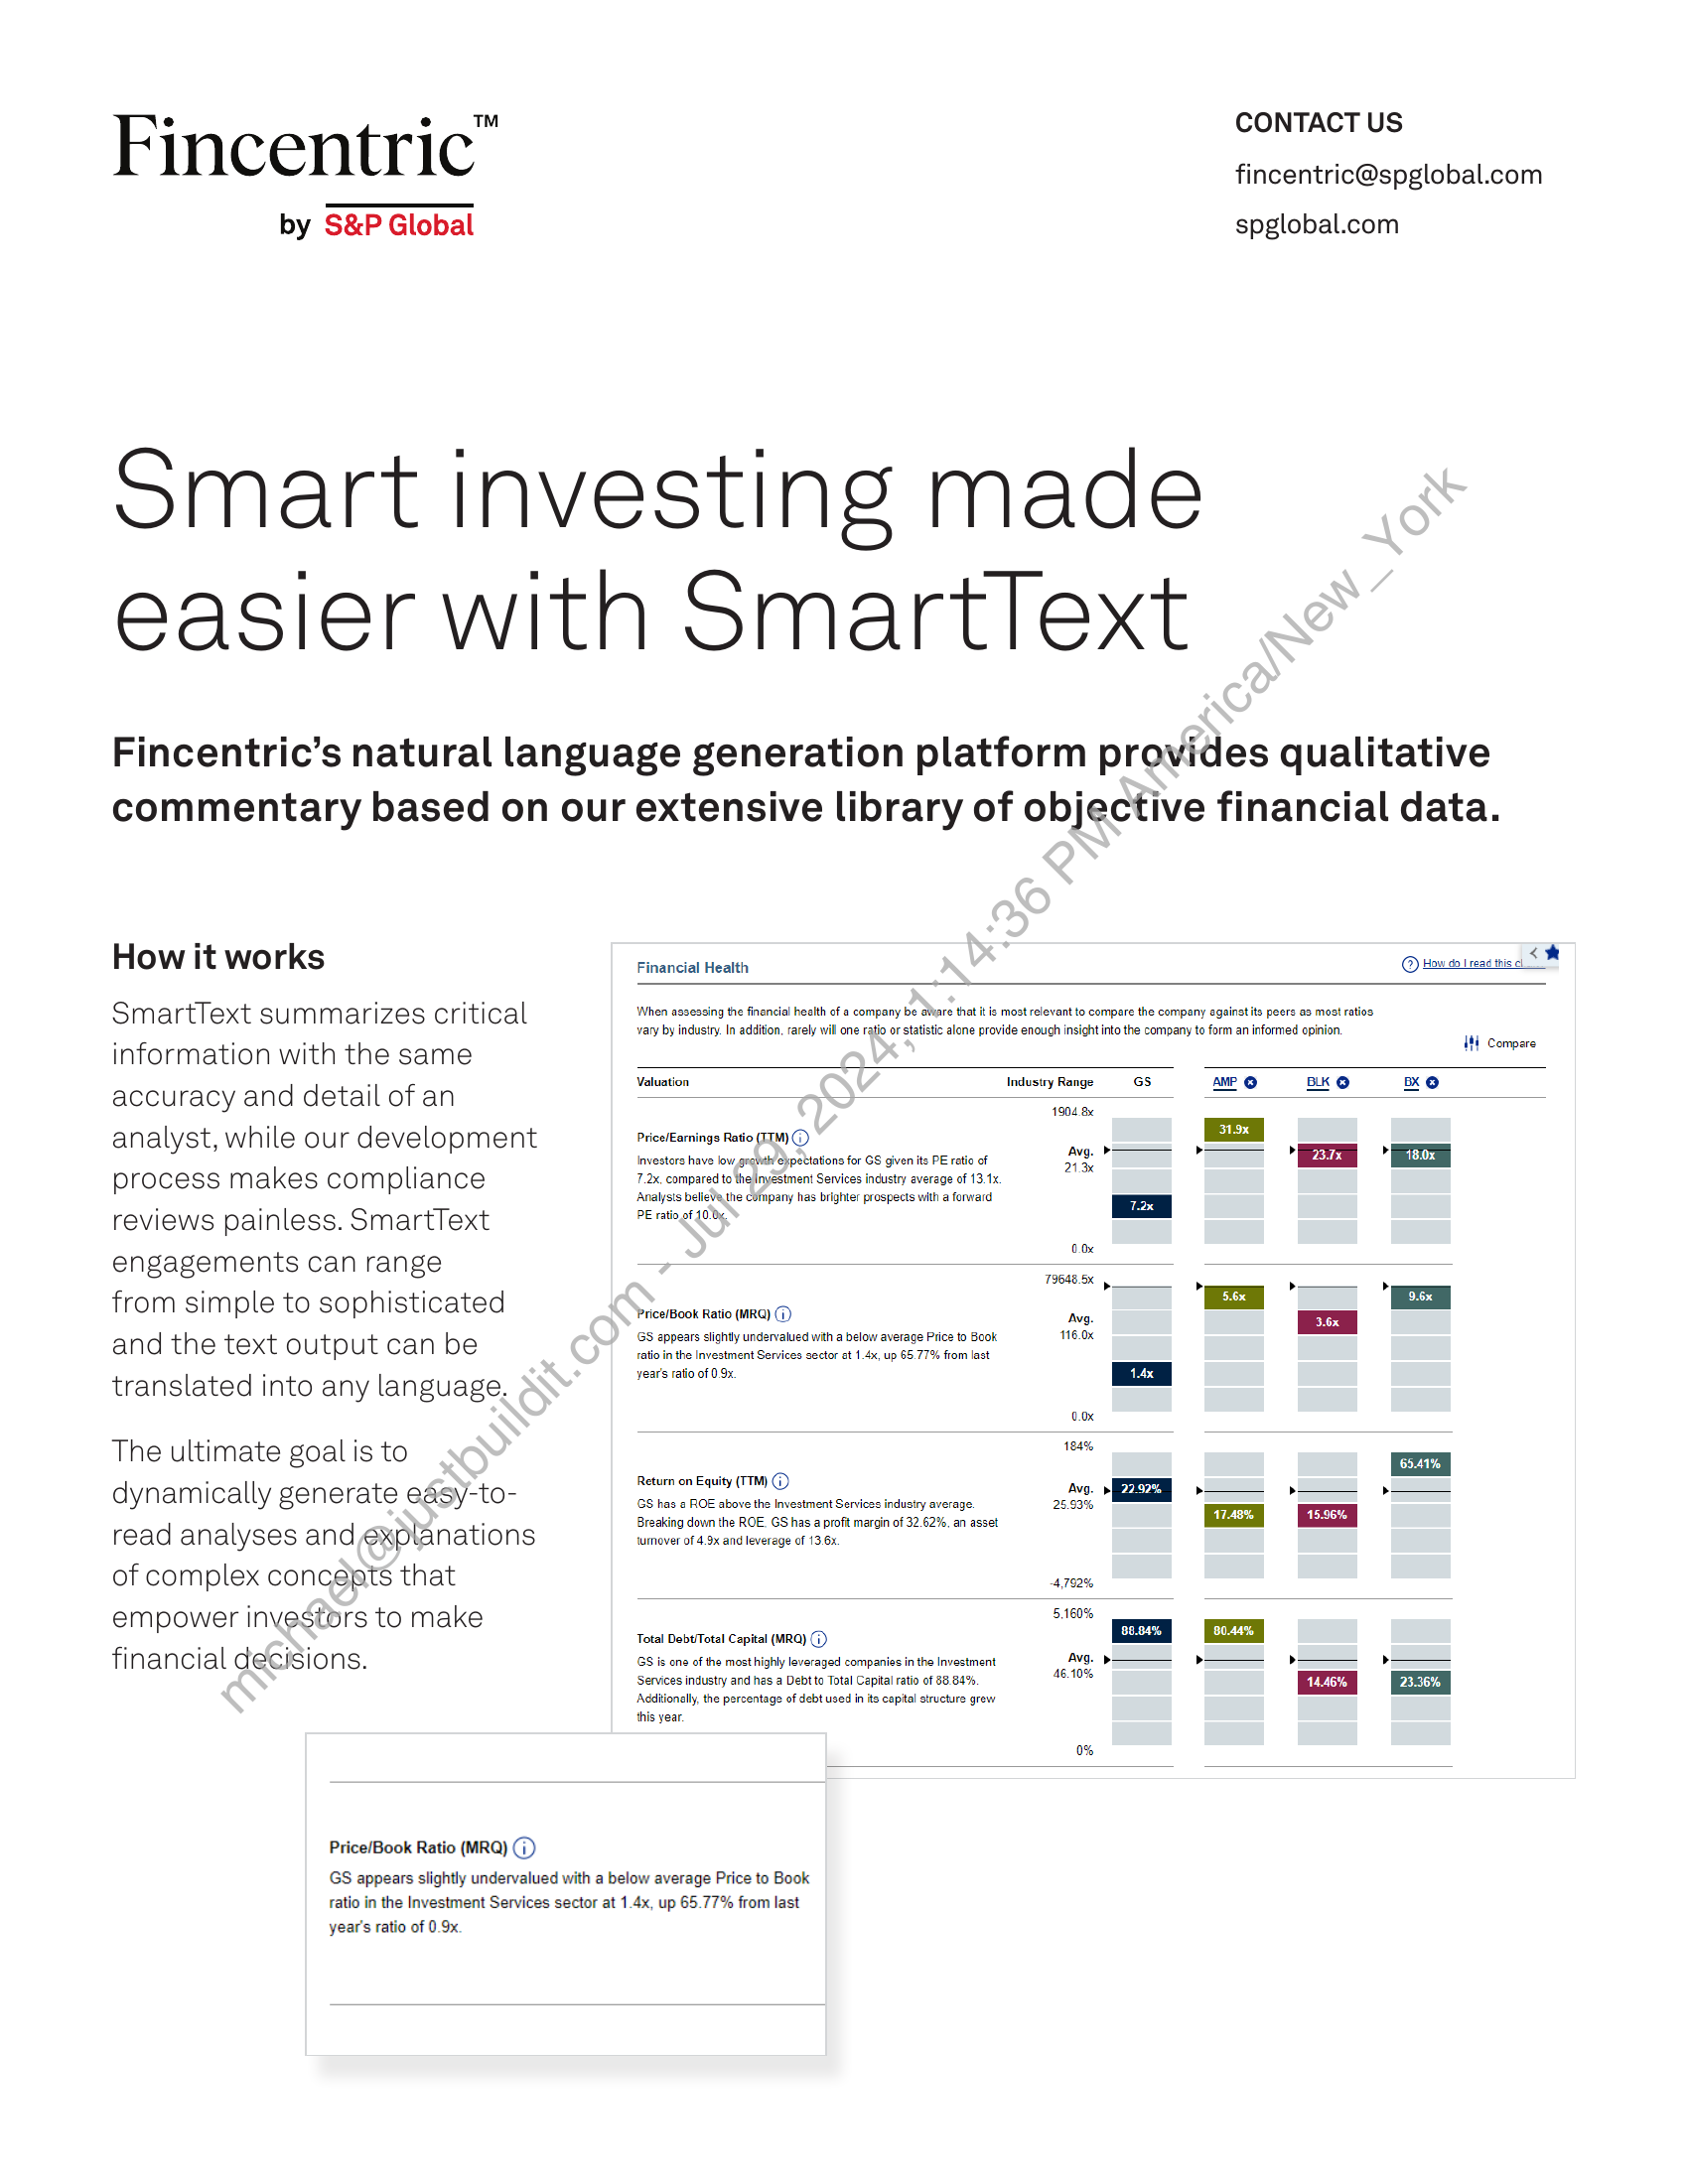 Fincentric™
by S&P Global
CONTACT US
fincentric@spglobal.com
spglobal.com
Smart investing made
easier with SmartText
Fincentric’s natural language generation platform provides qualitative
commentary based on our extensive library of objective financial data.
How it works
SmartText summarizes critical
information with the same
accuracy and detail of an
analyst, while our development
process makes compliance
reviews painless. SmartText
engagements can range
from simple to sophisticated
and the text output can be
translated into any language.
The ultimate goal is to
dynamically generate easy-to-
read analyses and explanations
of complex concepts that
empower investors to make
financial decisions.
Financial Health
How do I read this
When assessing the financial health of a company be aware that it is most relevant to compare the company against its peers as most ratios
vary by industry. In addition, rarely will one ratio or statistic alone provide enough insight into the company to form an informed opinion.
Compare
Valuation Industry Range GS AMP BLK BX
1904.8x
Price/Earnings Ratio (TTM)
Investors have low growth expectations for GS given its PE ratio of
7.2x, compared to the Investment Services industry average of 13.1x.
Analysts believe the company has brighter prospects with a forward
PE ratio of 10.0x.
Avg.
21.3x
0.0x
7.2x 31.9x 23.7x 18.0x
79648.5x
Price/Book Ratio (MRQ)
GS appears slightly undervalued with a below average Price to Book
ratio in the Investment Services sector at 1.4x, up 65.77% from last
year's ratio of 0.9x.
Avg.
116.0x
0.0x
1.4x 5.6x 3.6x 9.6x
184%
Return on Equity (TTM)
GS has a ROE above the Investment Services industry average.
Breaking down the ROE, GS has a profit margin of 32.62%, an asset
turnover of 4.9x and leverage of 13.6x.
Avg.
25.93%
-4,792%
22.92% 17.48% 15.96% 65.41%
5,160%
Total Debt/Total Capital (MRQ)
GS is one of the most highly leveraged companies in the Investment
Services industry and has a Debt to Total Capital ratio of 88.84%.
Additionally, the percentage of debt used in its capital structure grew
this year.
Avg.
46.10%
0%
88.84% 80.44% 14.46% 23.36%
Price/Book Ratio (MRQ)
GS appears slightly undervalued with a below average Price to Book
ratio in the Investment Services sector at 1.4x, up 65.77% from last
year's ratio of 0.9x.
michael@justbuildit.com - Jul 29, 2024, 1:14:36 PM America/New_York